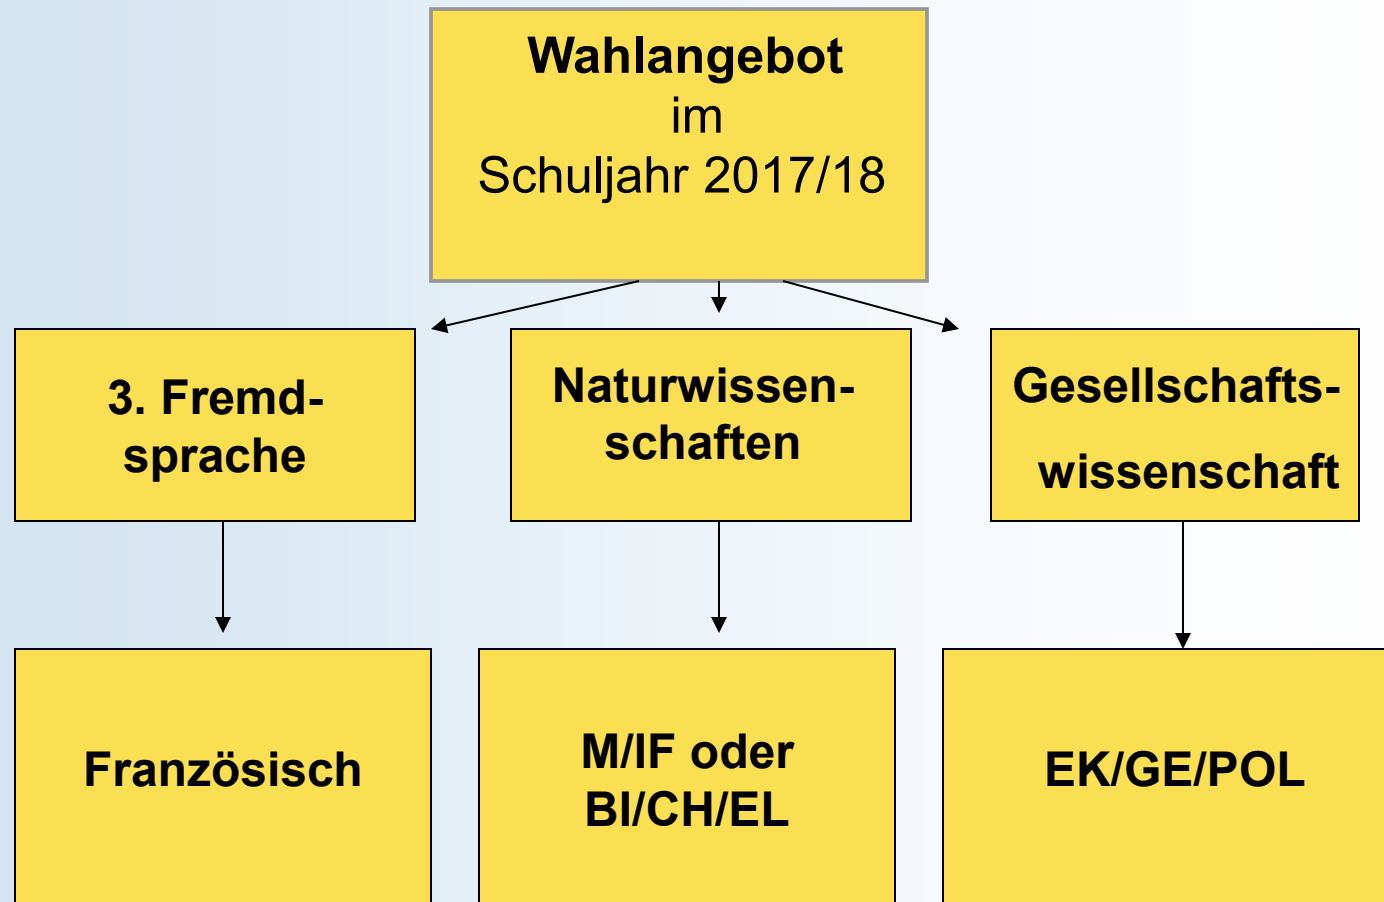 Wahlangebot
im
Schuljahr 2017/18
3. Fremd-
sprache
Naturwissen-
schaften
Gesellschafts-
wissenschaft
Französisch
M/IF oder
BI/CH/EL
EK/GE/POL